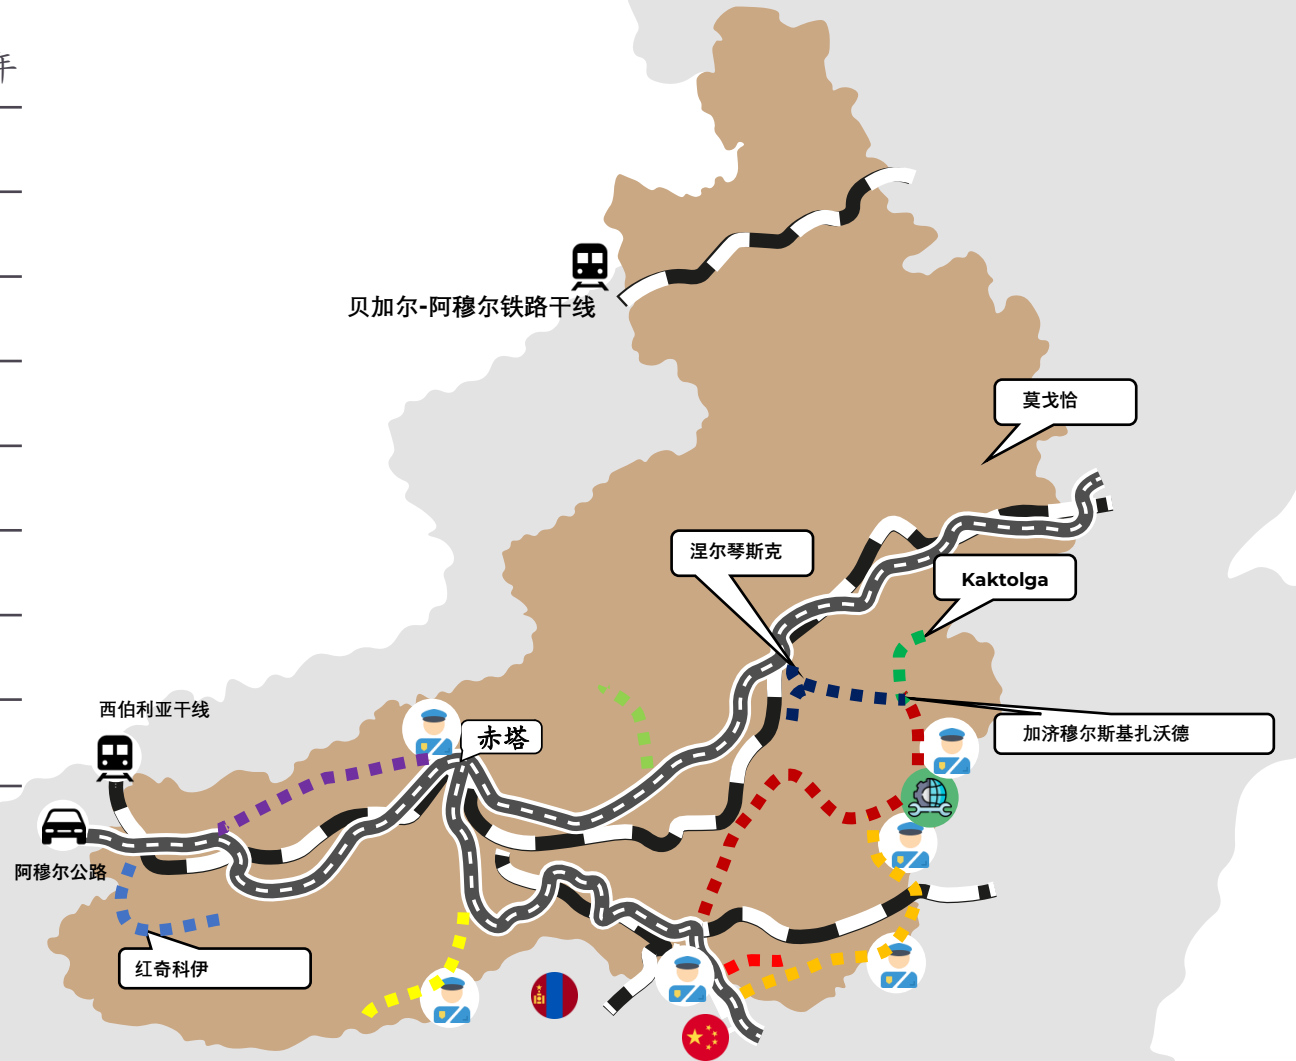 年
贝加尔-阿穆尔铁路干线
莫戈恰
涅尔琴斯克
Kaktolga
西伯利亚干线
赤塔
加济穆尔斯基扎沃德
阿穆尔公路
红奇科伊